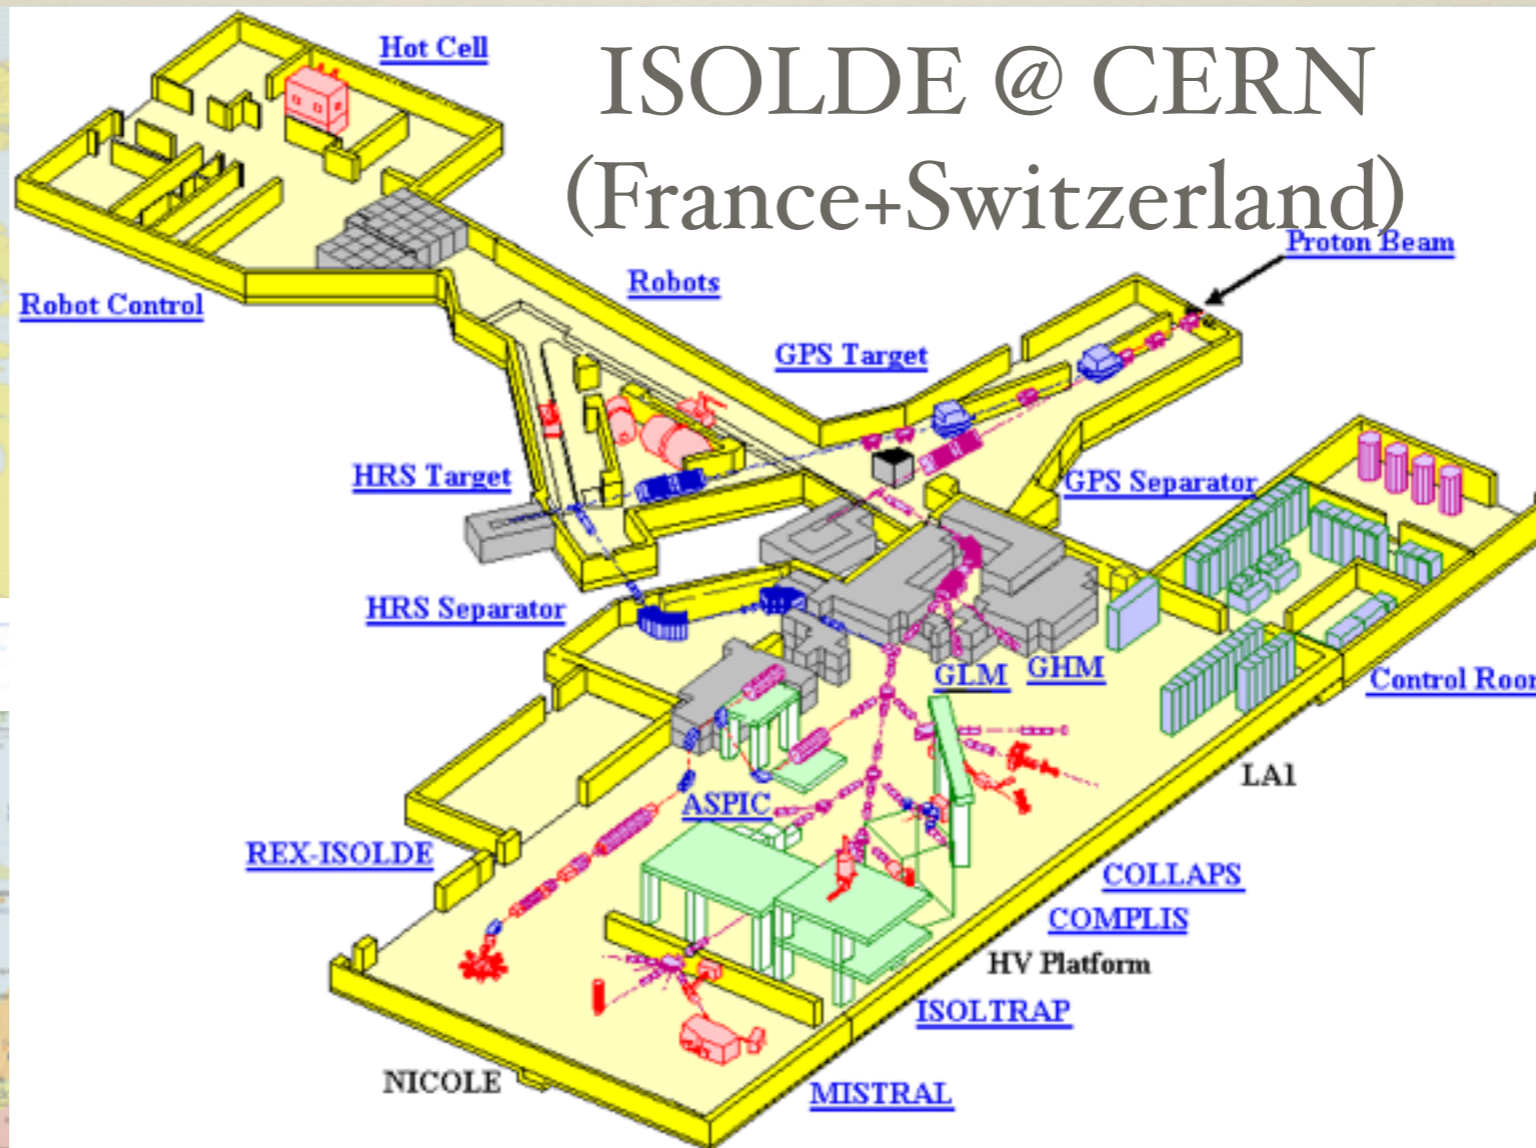 Hot Cell
ISOLDE @ CERN
(France+Switzerland)
Proton Beam
Robot Control
Robots
GPS Target
HRS Target
GPS Separator
HRS Separator
GLM
GHM
Control Roor
LA1
ASPIC
REX-ISOLDE
COLLAPS
COMPLIS
HV Platform
ISOLTRAP
NICOLE
MISTRAL